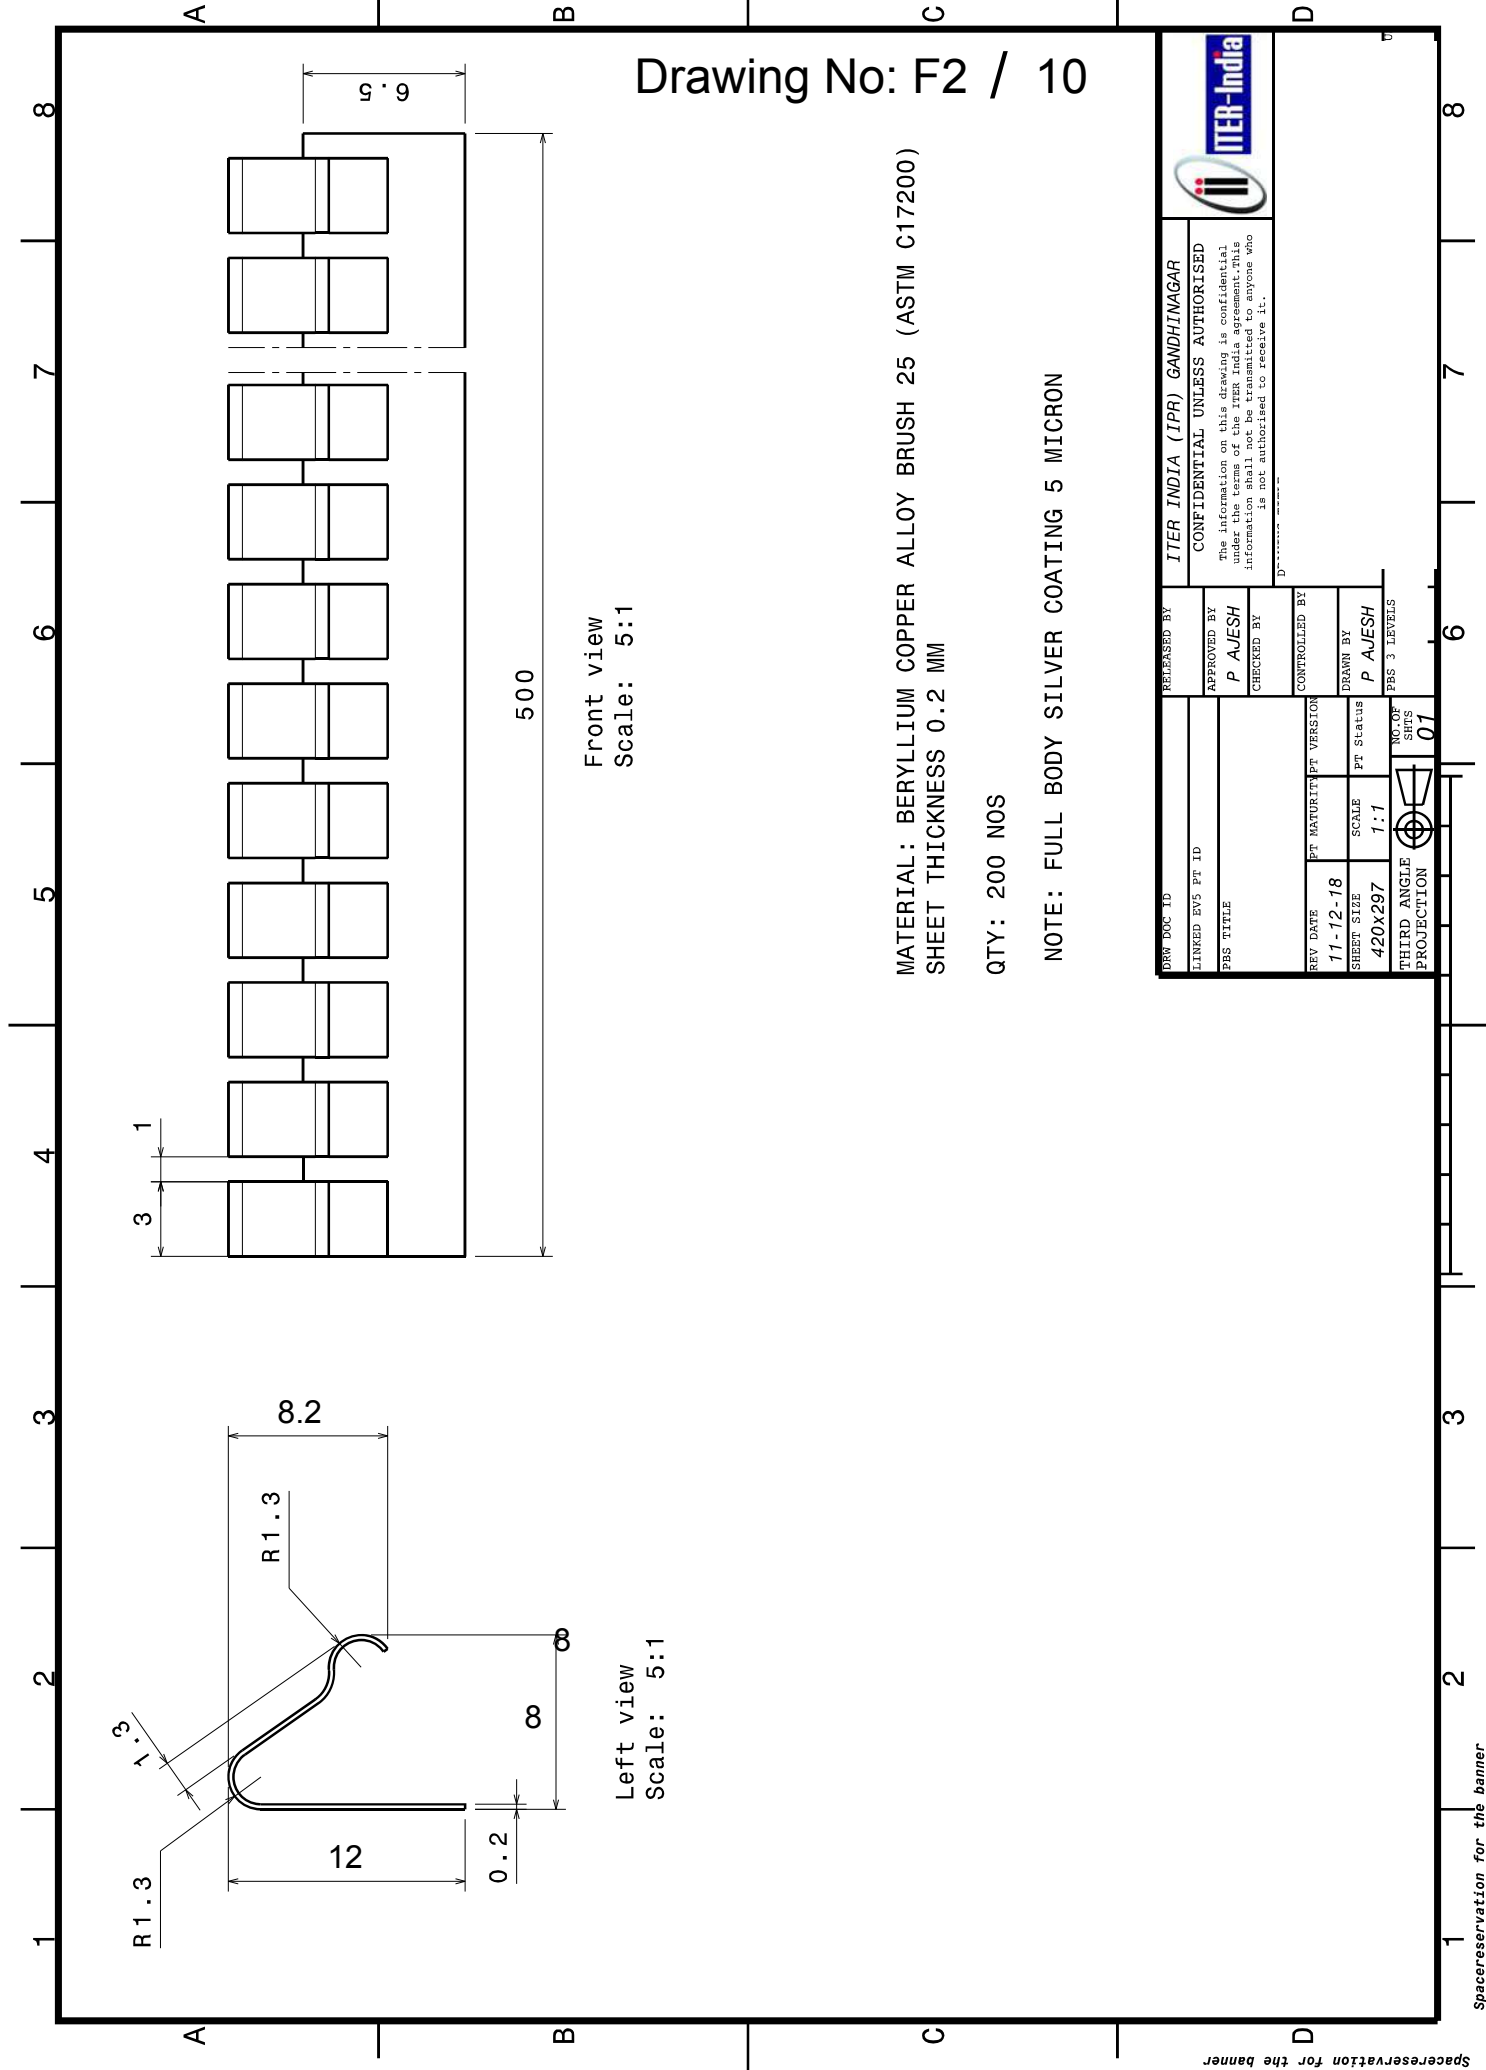 Drawing No: F2 / 10
A
B
C
D
8
7
6
5
4
3
2
1
6.5
500
Front view
Scale: 5:1
1
3
8.2
R1.3
1.3
R1.3
12
0.2
8
8
Left view
Scale: 5:1
MATERIAL: BERYLLIUM COPPER ALLOY BRUSH 25 (ASTM C17200)
SHEET THICKNESS 0.2 MM
QTY: 200 NOS
NOTE: FULL BODY SILVER COATING 5 MICRON
DRW DOC ID
LINKED EV5 PT ID
PBS TITLE
REV DATE
11-12-18
PT MATURITY
PT VERSION
SHEET SIZE
420x297
SCALE
1:1
PT Status
THIRD ANGLE
PROJECTION
NO.OF
SHTS
01
RELEASED BY
APPROVED BY
P AJESH
CHECKED BY
CONTROLLED BY
DRAWN BY
P AJESH
PBS 3 LEVELS
ITER INDIA (IPR) GANDHINAGAR
CONFIDENTIAL UNLESS AUTHORISED
The information on this drawing is confidential
under the terms of the ITER India agreement.This
information shall not be transmitted to anyone who
is not authorised to receive it.
ITER-India
8
7
6
3
2
1
A
B
C
D
Spacereservation for the banner
Spacereservation for the banner